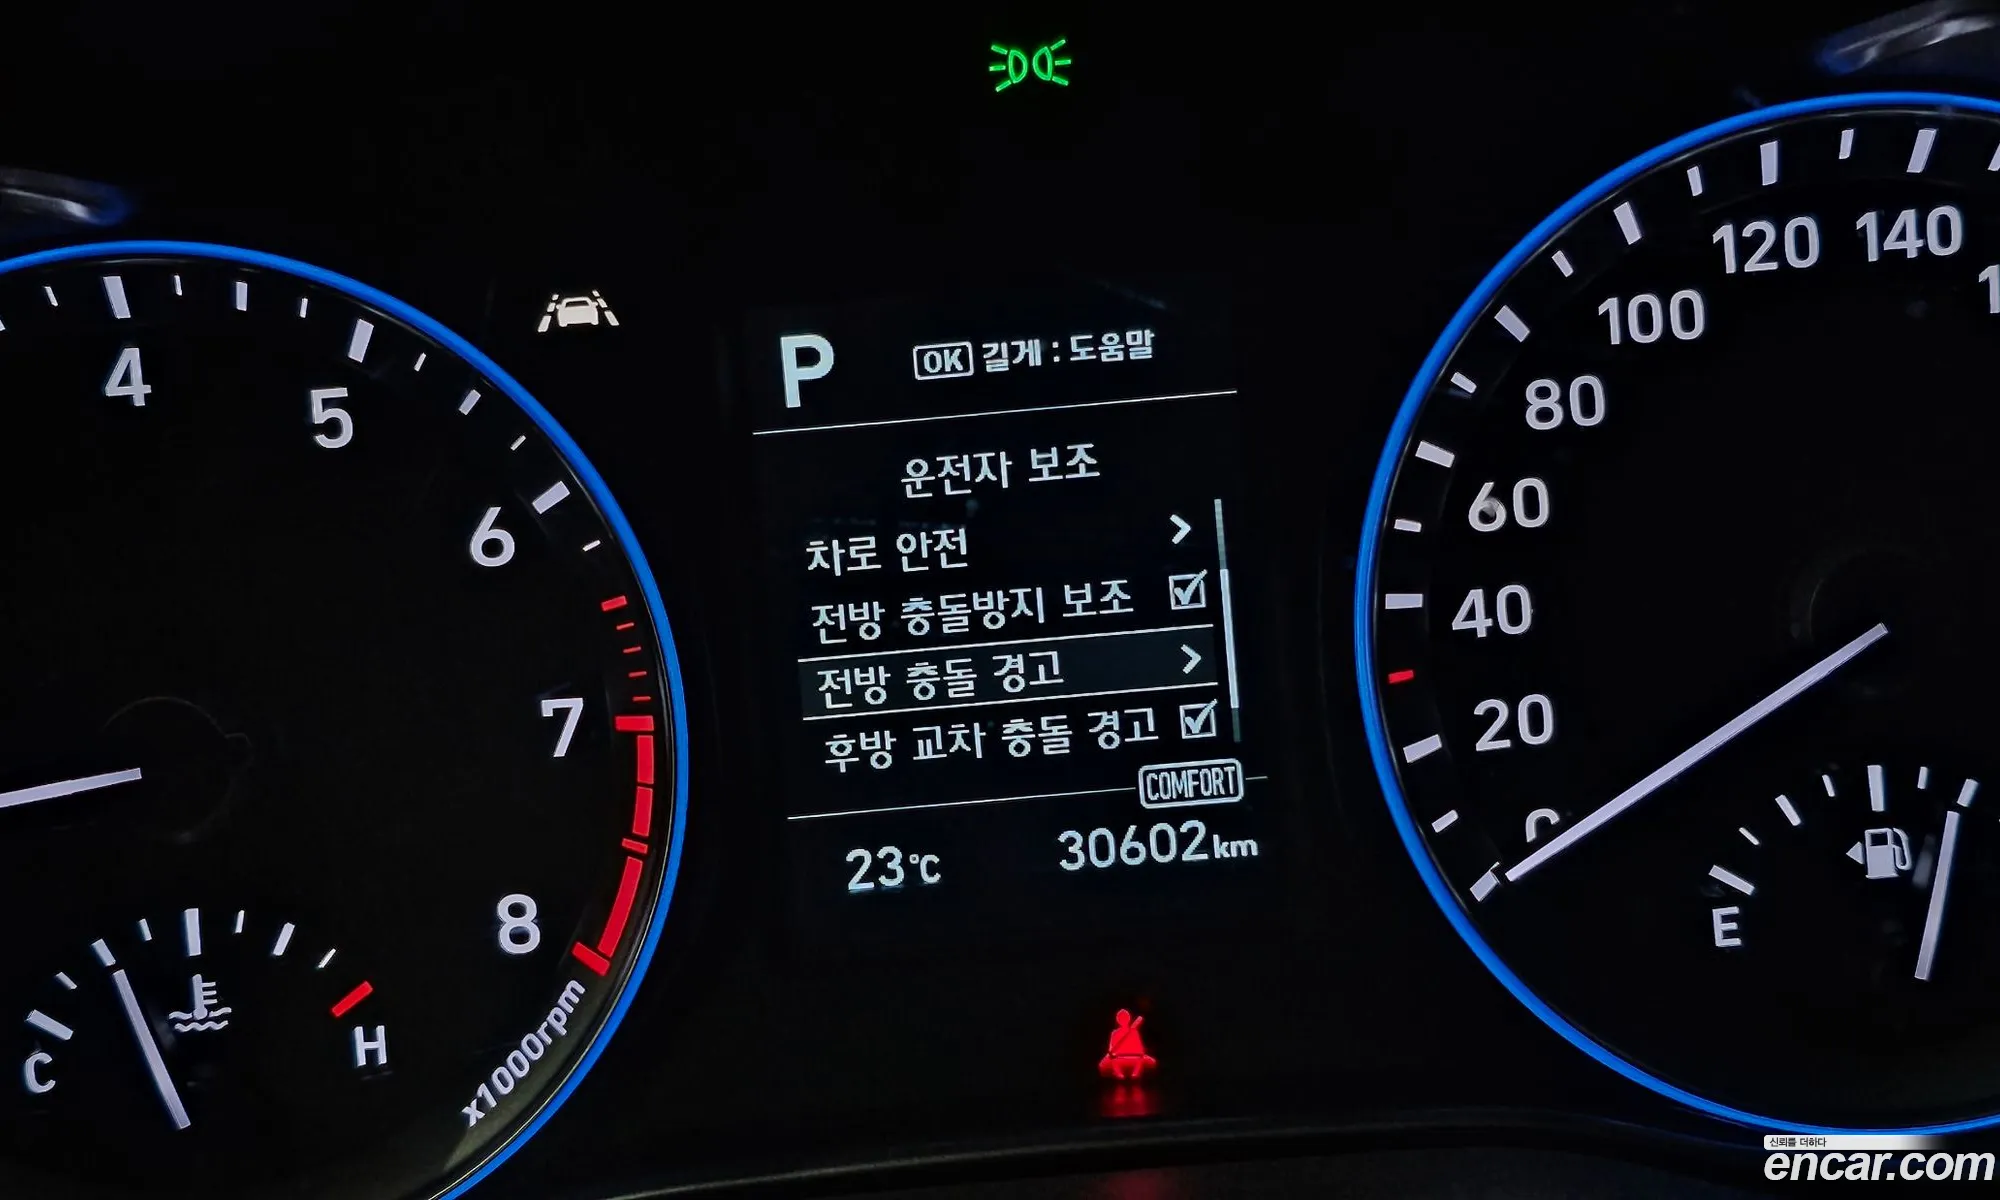 P
OK 길게 : 도움말
운전자 보조
차로 안전
전방 충돌방지 보조
전방 충돌 경고
후방 교차 충돌 경고
COMFORT
23°C
30602 km
4
5
6
7
8
x1000rpm
C
H
0
20
40
60
80
100
120
140
E
신뢰를 더하다
encar.com